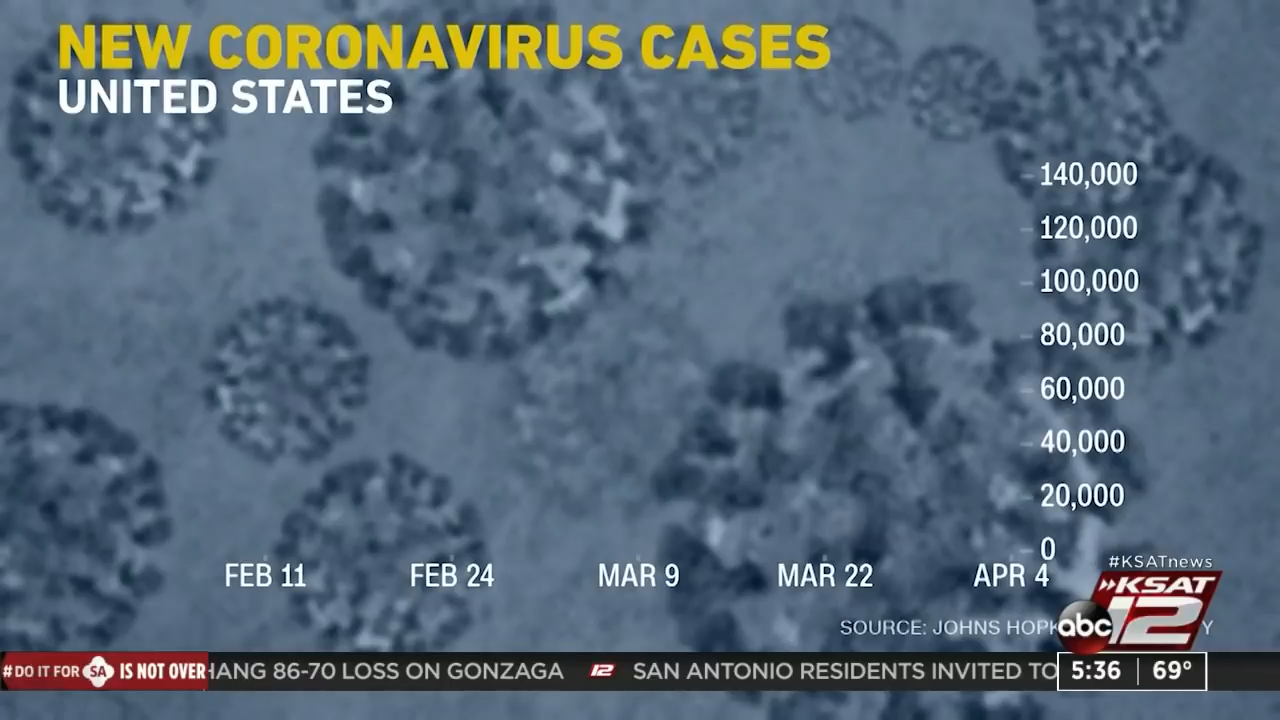 NEW CORONAVIRUS CASES
UNITED STATES
140,000
120,000
100,000
80,000
60,000
40,000
20,000
0
FEB 11 FEB 24 MAR 9 MAR 22 APR 4
#KSATnews
KSAT
abc 12
SOURCE: JOHNS
# DO IT FOR SA IS NOT OVER HANG 86-70 LOSS ON GONZAGA 12 SAN ANTONIO RESIDENTS INVITED TO 5:36 69°